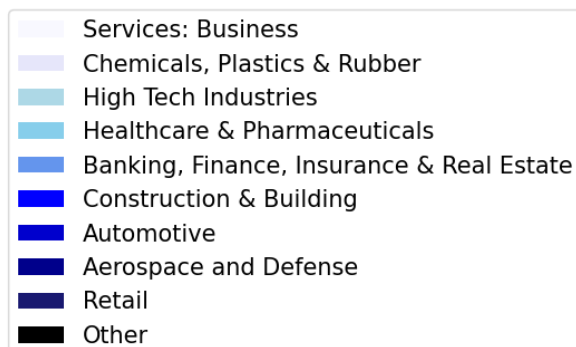 Services: Business
Chemicals, Plastics & Rubber
High Tech Industries
Healthcare & Pharmaceuticals
Banking, Finance, Insurance & Real Estate
Construction & Building
Automotive
Aerospace and Defense
Retail
Other